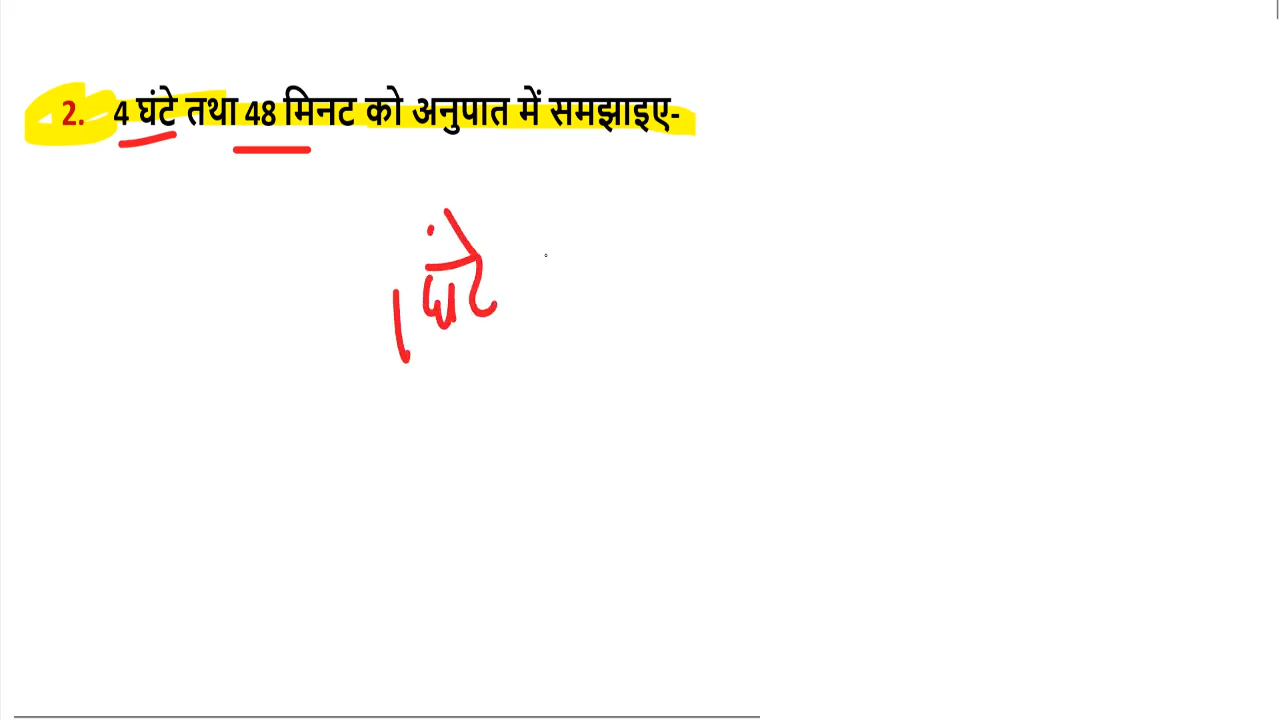 2. 4 घंटे तथा 48 मिनट को अनुपात में समझाइए-
1 घंटे